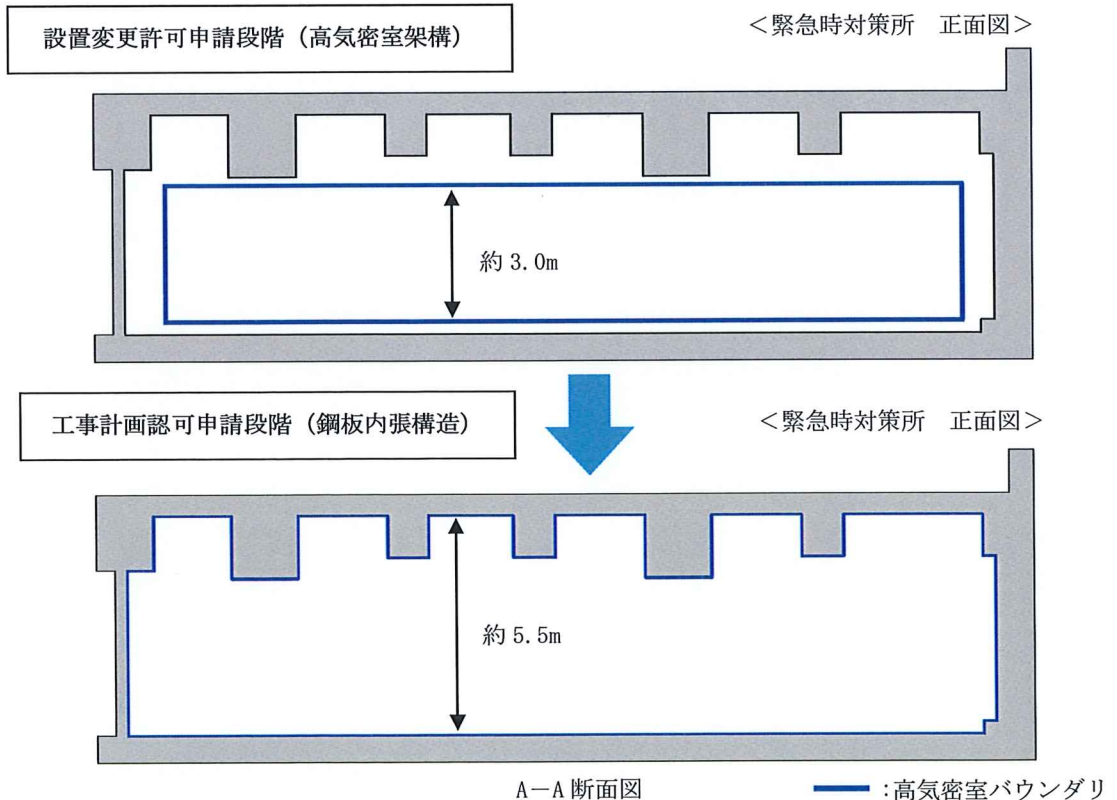 設置変更許可申請段階（高気密室架構）
＜緊急時対策所　正面図＞
約 3.0m
工事計画認可申請段階（鋼板内張構造）
＜緊急時対策所　正面図＞
約 5.5m
A－A 断面図
：高気密室バウンダリ